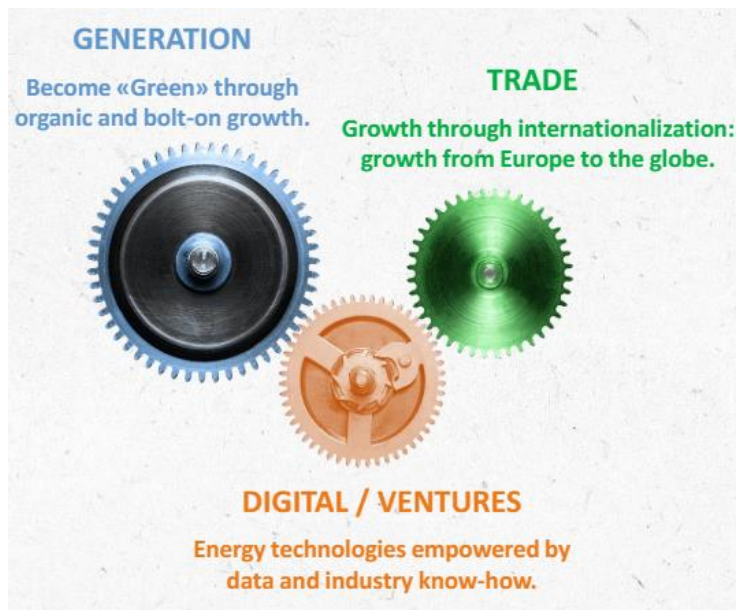 GENERATION
Become «Green» through
organic and bolt-on growth.
TRADE
Growth through internationalization:
growth from Europe to the globe.
DIGITAL / VENTURES
Energy technologies empowered by
data and industry know-how.